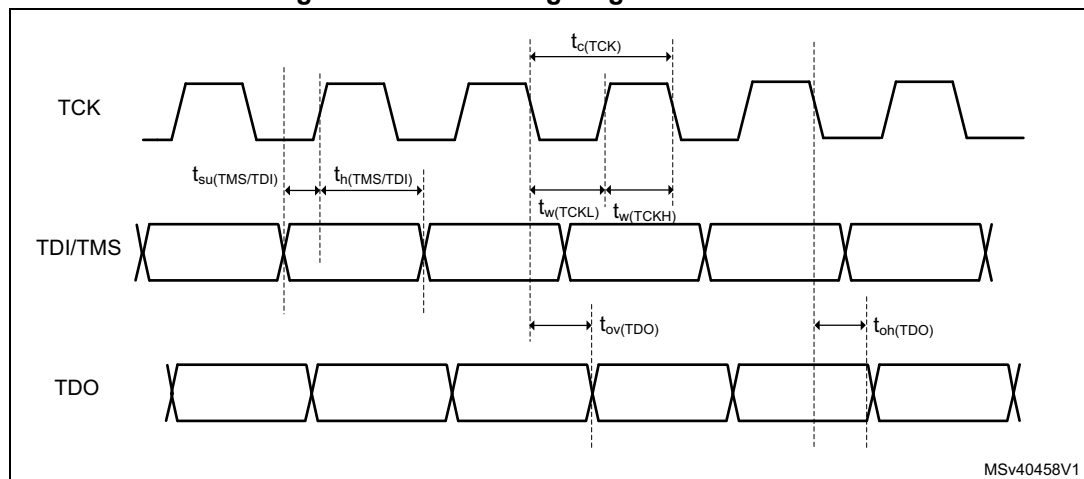 t_c(TCK)
TCK
t_su(TMS/TDI)
t_h(TMS/TDI)
t_w(TCKL)
t_w(TCKH)
TDI/TMS
t_ov(TDO)
t_oh(TDO)
TDO
MSv40458V1